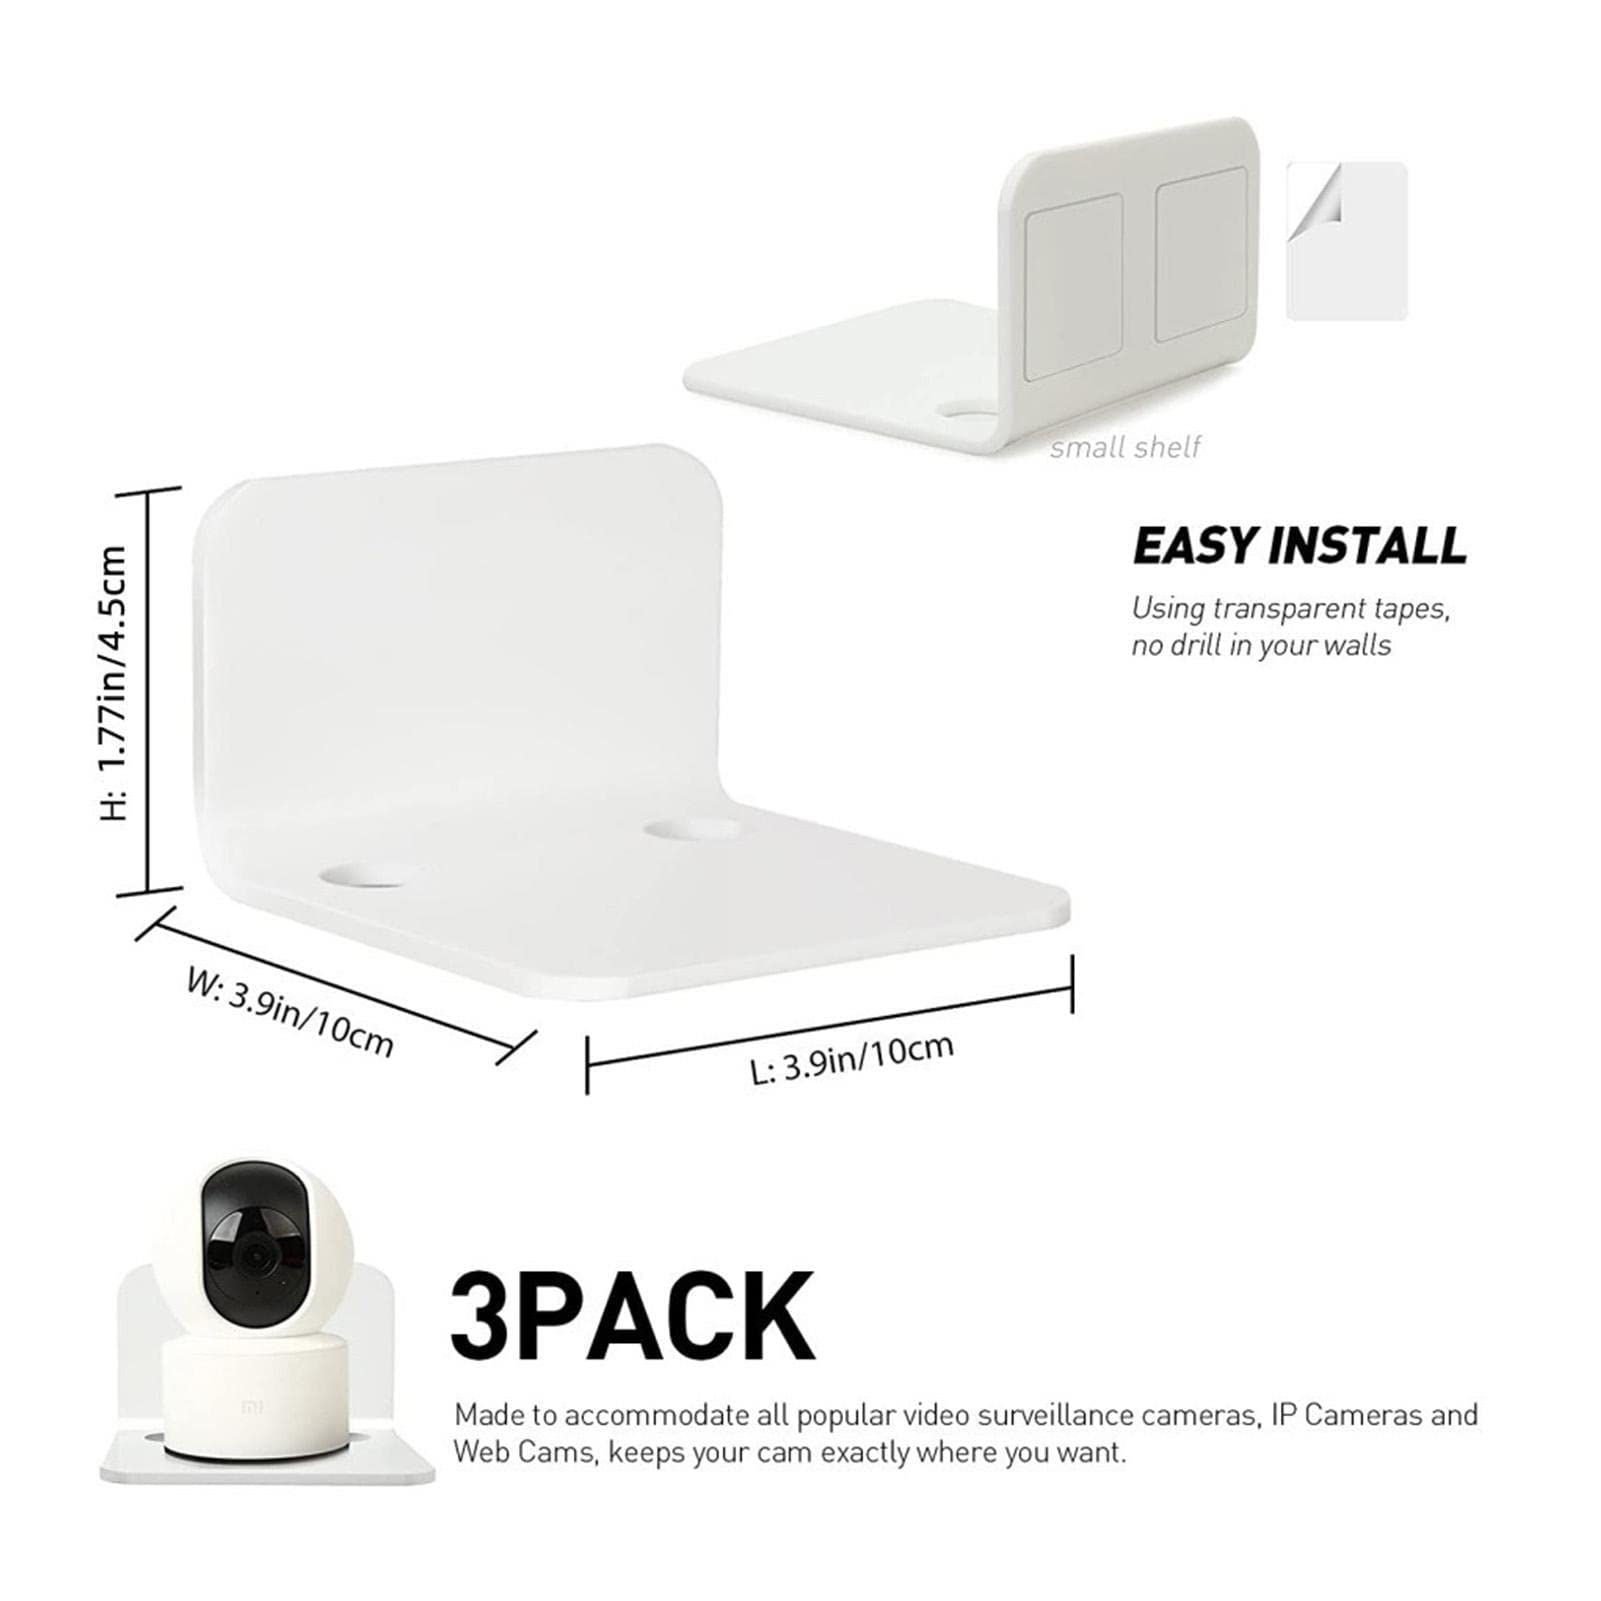 small shelf
EASY INSTALL
Using transparent tapes,
no drill in your walls
H: 1.77in/4.5cm
W: 3.9in/10cm
L: 3.9in/10cm
mi
3PACK
Made to accommodate all popular video surveillance cameras, IP Cameras and
Web Cams, keeps your cam exactly where you want.